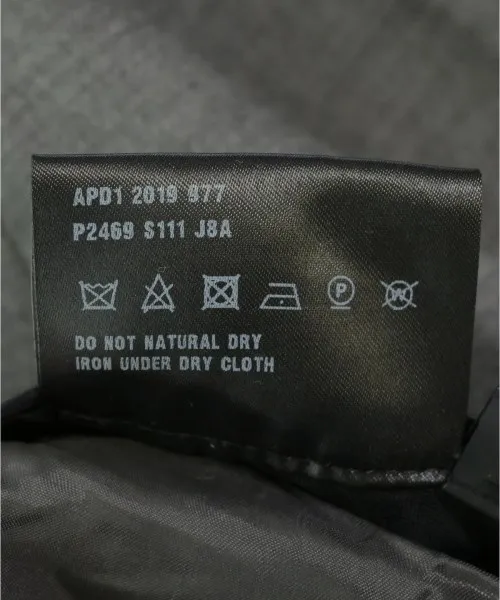 APD1 2019 977
P2469 S111 J8A
P W
DO NOT NATURAL DRY
IRON UNDER DRY CLOTH